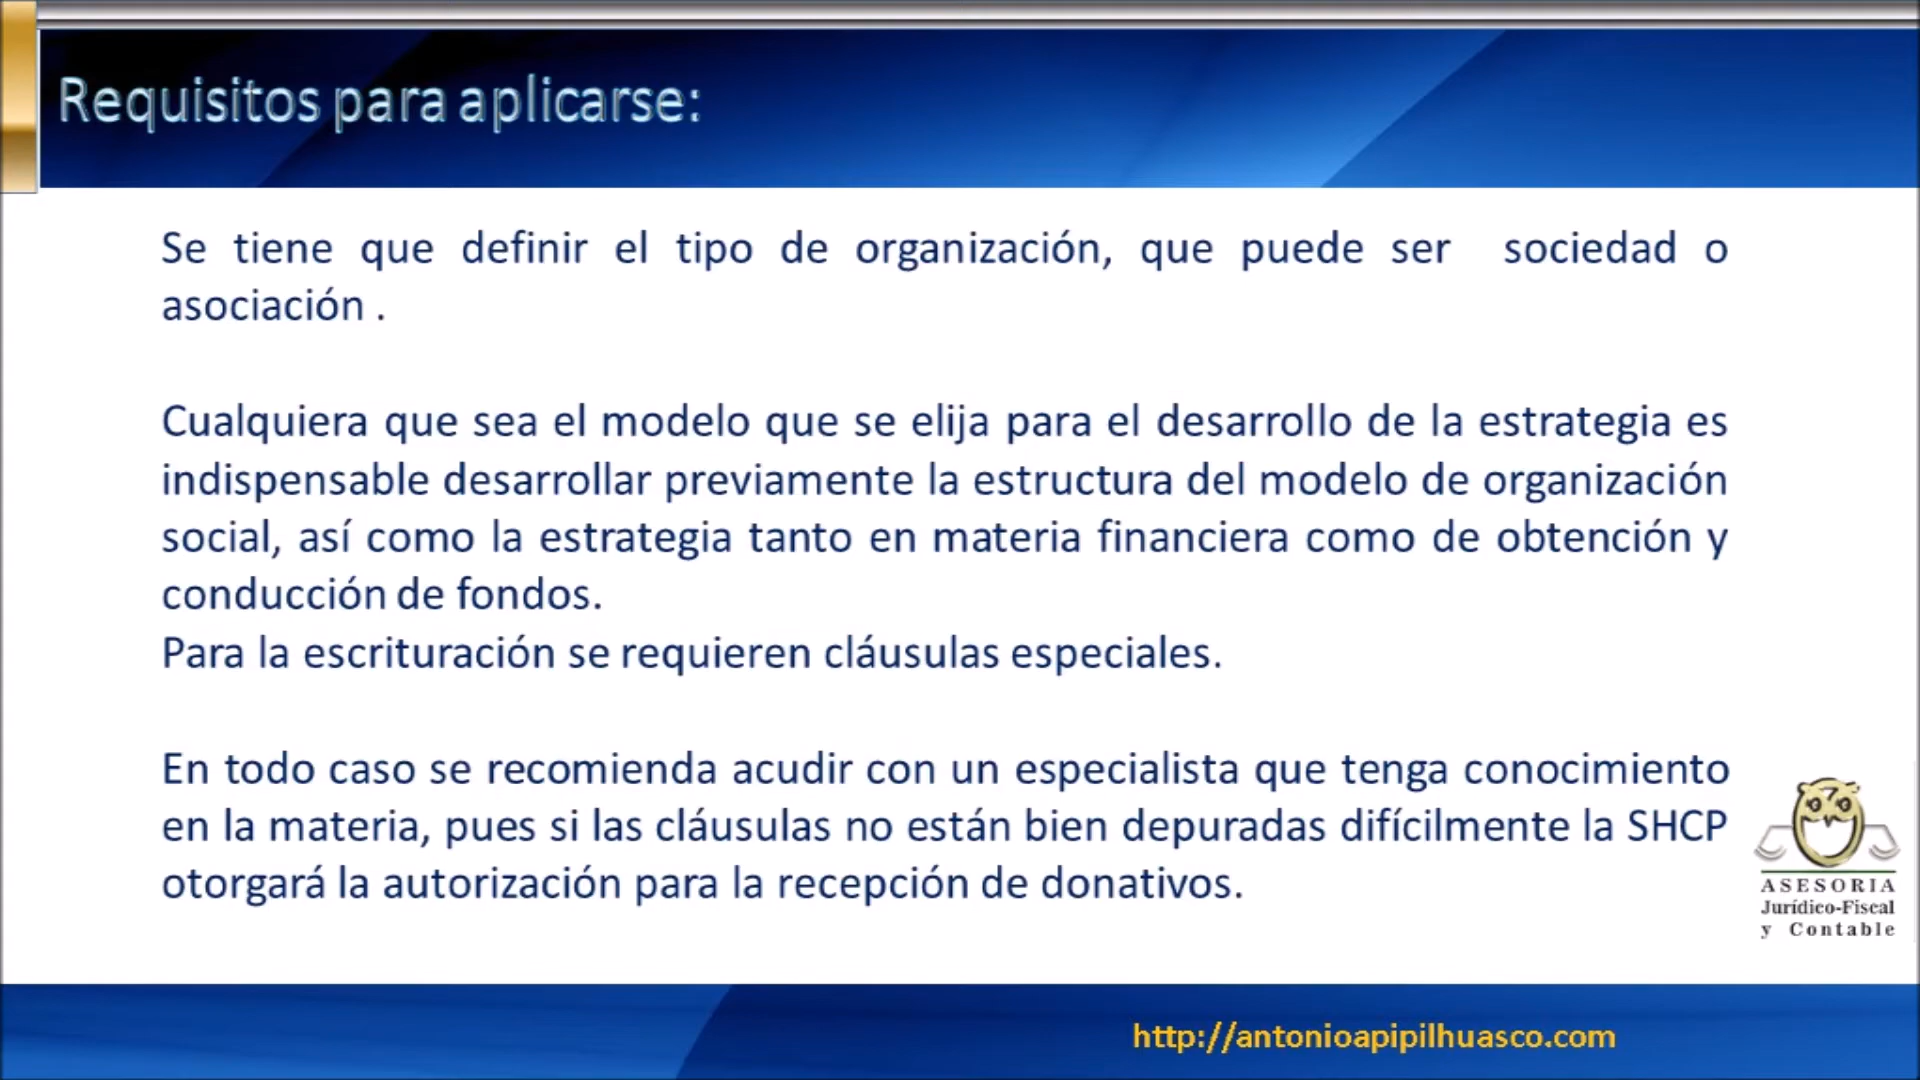 Requisitos para aplicarse:
Se tiene que definir el tipo de organización, que puede ser sociedad o
asociación .
Cualquiera que sea el modelo que se elija para el desarrollo de la estrategia es
indispensable desarrollar previamente la estructura del modelo de organización
social, así como la estrategia tanto en materia financiera como de obtención y
conducción de fondos.
Para la escrituración se requieren cláusulas especiales.
En todo caso se recomienda acudir con un especialista que tenga conocimiento
en la materia, pues si las cláusulas no están bien depuradas difícilmente la SHCP
otorgará la autorización para la recepción de donativos.
ASESORIA
Jurídico-Fiscal
y Contable
http://antonioapipilhuasco.com